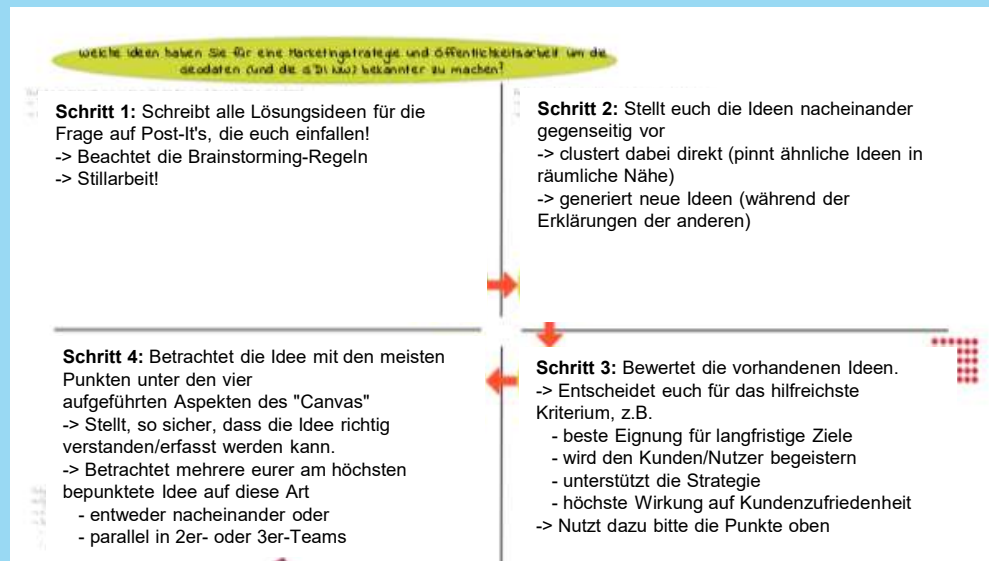 Welche Ideen haben Sie für eine Marketingstrategie und Öffentlichkeitsarbeit um die
Geodaten (und die GDI NW) bekannter zu machen?
Schritt 1: Schreibt alle Lösungsideen für die
Frage auf Post-It's, die euch einfallen!
-> Beachtet die Brainstorming-Regeln
-> Stillarbeit!
Schritt 2: Stellt euch die Ideen nacheinander
gegenseitig vor
-> clustert dabei direkt (pinnt ähnliche Ideen in
räumliche Nähe)
-> generiert neue Ideen (während der
Erklärungen der anderen)
Schritt 3: Bewertet die vorhandenen Ideen.
-> Entscheidet euch für das hilfreichste
Kriterium, z.B.
- beste Eignung für langfristige Ziele
- wird den Kunden/Nutzer begeistern
- unterstützt die Strategie
- höchste Wirkung auf Kundenzufriedenheit
-> Nutzt dazu bitte die Punkte oben
Schritt 4: Betrachtet die Idee mit den meisten
Punkten unter den vier
aufgeführten Aspekten des "Canvas"
-> Stellt, so sicher, dass die Idee richtig
verstanden/erfasst werden kann.
-> Betrachtet mehrere eurer am höchsten
bepunktete Idee auf diese Art
- entweder nacheinander oder
- parallel in 2er- oder 3er-Teams